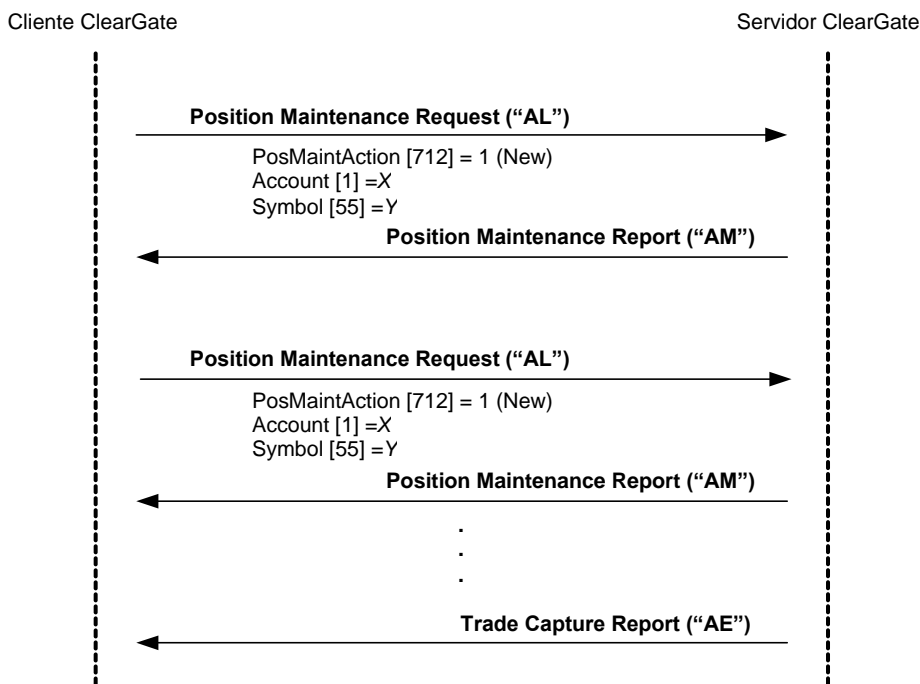 Cliente ClearGate
Servidor ClearGate
Position Maintenance Request (“AL”)
PosMaintAction [712] = 1 (New)
Account [1] =X
Symbol [55] =Y
Position Maintenance Report (“AM”)
Position Maintenance Request (“AL”)
PosMaintAction [712] = 1 (New)
Account [1] =X
Symbol [55] =Y
Position Maintenance Report (“AM”)
.
.
.
Trade Capture Report (“AE”)